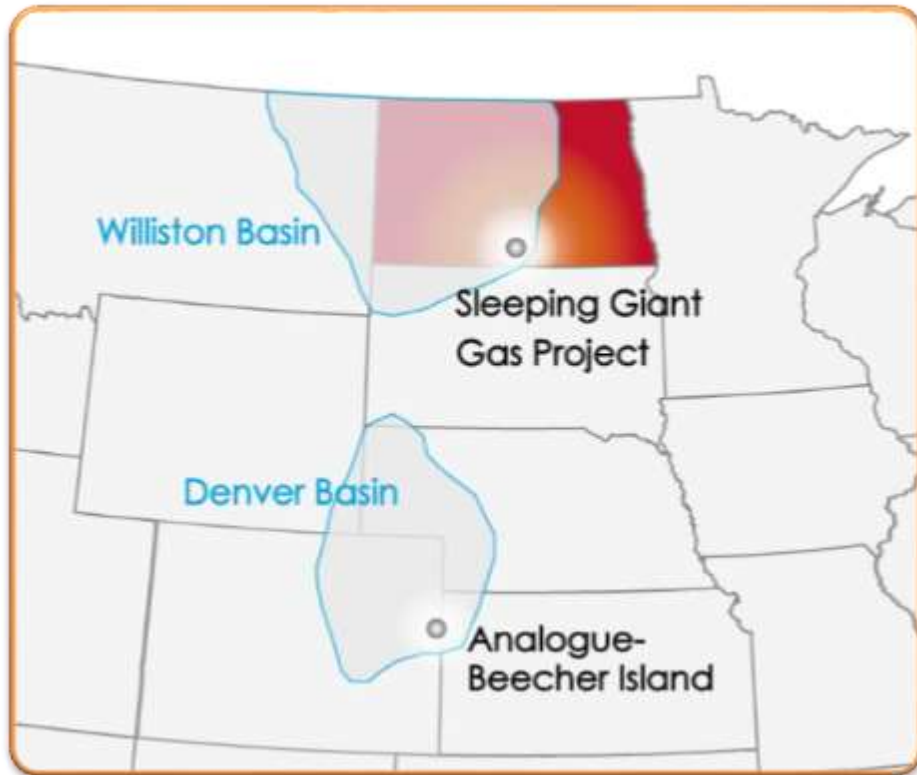 Williston Basin
Sleeping Giant
Gas Project
Denver Basin
Analogue-
Beecher Island